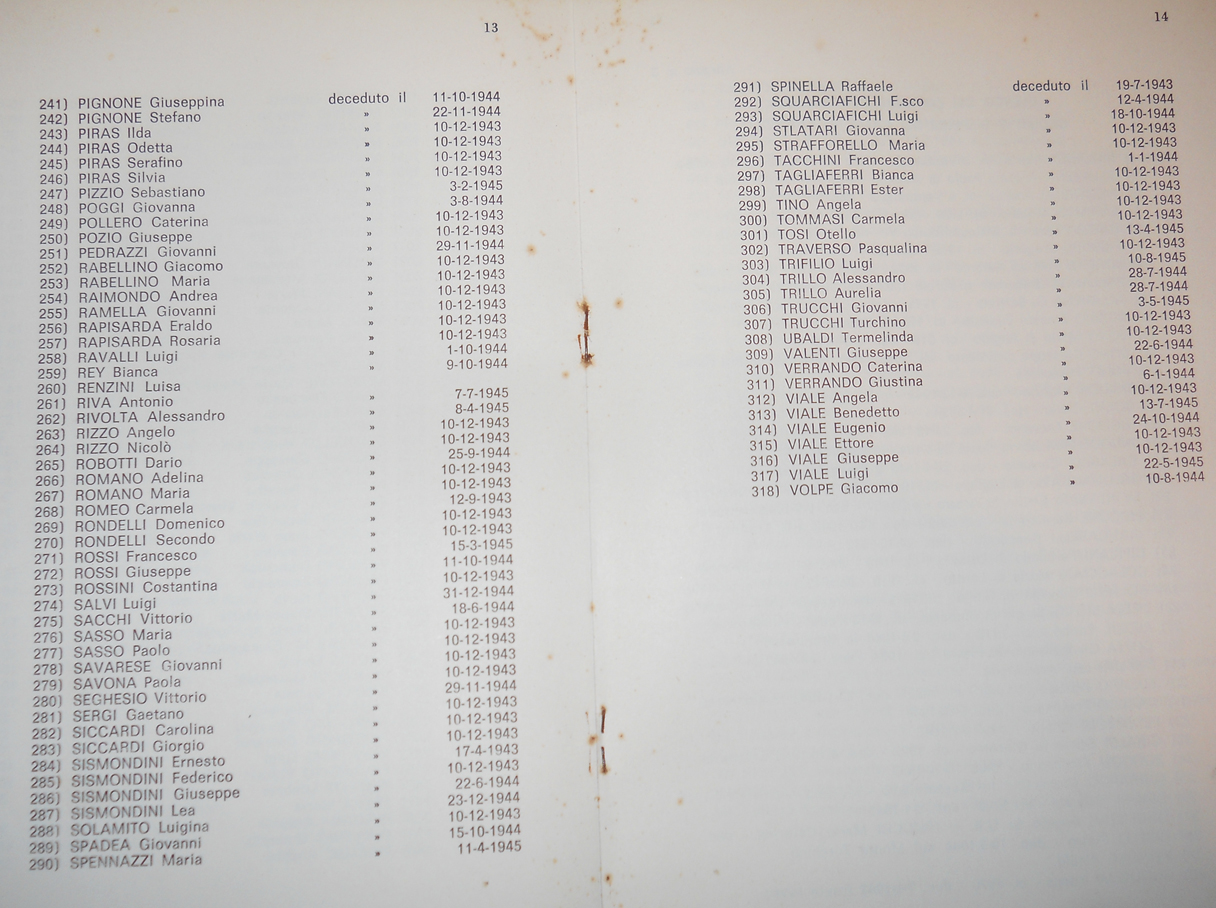 13
241) PIGNONE Giuseppina deceduto il 11-10-1944
242) PIGNONE Stefano » 22-11-1944
243) PIRAS Ilda » 10-12-1943
244) PIRAS Odetta » 10-12-1943
245) PIRAS Serafino » 10-12-1943
246) PIRAS Silvia » 10-12-1943
247) PIZZIO Sebastiano » 3-2-1945
248) POGGI Giovanna » 3-8-1944
249) POLLERO Caterina » 10-12-1943
250) POZIO Giuseppe » 10-12-1943
251) PEDRAZZI Giovanni » 29-11-1944
252) RABELLINO Giacomo » 10-12-1943
253) RABELLINO Maria » 10-12-1943
254) RAIMONDO Andrea » 10-12-1943
255) RAMELLA Giovanni » 10-12-1943
256) RAPISARDA Eraldo » 10-12-1943
257) RAPISARDA Rosaria » 10-12-1943
258) RAVALLI Luigi » 1-10-1944
259) REY Bianca » 9-10-1944
260) RENZINI Luisa
261) RIVA Antonio » 7-7-1945
262) RIVOLTA Alessandro » 8-4-1945
263) RIZZO Angelo » 10-12-1943
264) RIZZO Nicolò » 10-12-1943
265) ROBOTTI Dario » 25-9-1944
266) ROMANO Adelina » 10-12-1943
267) ROMANO Maria » 10-12-1943
268) ROMEO Carmela » 12-9-1943
269) RONDELLI Domenico » 10-12-1943
270) RONDELLI Secondo » 10-12-1943
271) ROSSI Francesco » 15-3-1945
272) ROSSI Giuseppe » 11-10-1944
273) ROSSINI Costantina » 10-12-1943
274) SALVI Luigi » 31-12-1944
275) SACCHI Vittorio » 18-6-1944
276) SASSO Maria » 10-12-1943
277) SASSO Paolo » 10-12-1943
278) SAVARESE Giovanni » 10-12-1943
279) SAVONA Paola » 10-12-1943
280) SEGHESIO Vittorio » 29-11-1944
281) SERGI Gaetano » 10-12-1943
282) SICCARDI Carolina » 10-12-1943
283) SICCARDI Giorgio » 10-12-1943
284) SISMONDINI Ernesto » 17-4-1943
285) SISMONDINI Federico » 10-12-1943
286) SISMONDINI Giuseppe » 22-6-1944
287) SISMONDINI Lea » 23-12-1944
288) SOLAMITO Luigina » 10-12-1943
289) SPADEA Giovanni » 15-10-1944
290) SPENNAZZI Maria » 11-4-1945
14
291) SPINELLA Raffaele deceduto il 19-7-1943
292) SQUARCIAFICHI F.sco » 12-4-1944
293) SQUARCIAFICHI Luigi » 18-10-1944
294) STLATARI Giovanna » 10-12-1943
295) STRAFFORELLO Maria » 10-12-1943
296) TACCHINI Francesco » 1-1-1944
297) TAGLIAFERRI Bianca » 10-12-1943
298) TAGLIAFERRI Ester » 10-12-1943
299) TINO Angela » 10-12-1943
300) TOMMASI Carmela » 10-12-1943
301) TOSI Otello » 13-4-1945
302) TRAVERSO Pasqualina » 10-12-1943
303) TRIFILIO Luigi » 10-8-1945
304) TRILLO Alessandro » 28-7-1944
305) TRILLO Aurelia » 28-7-1944
306) TRUCCHI Giovanni » 3-5-1945
307) TRUCCHI Turchino » 10-12-1943
308) UBALDI Termelinda » 10-12-1943
309) VALENTI Giuseppe » 22-6-1944
310) VERRANDO Caterina » 10-12-1943
311) VERRANDO Giustina » 6-1-1944
312) VIALE Angela » 10-12-1943
313) VIALE Benedetto » 13-7-1945
314) VIALE Eugenio » 24-10-1944
315) VIALE Ettore » 10-12-1943
316) VIALE Giuseppe » 10-12-1943
317) VIALE Luigi » 22-5-1945
318) VOLPE Giacomo » 10-8-1944